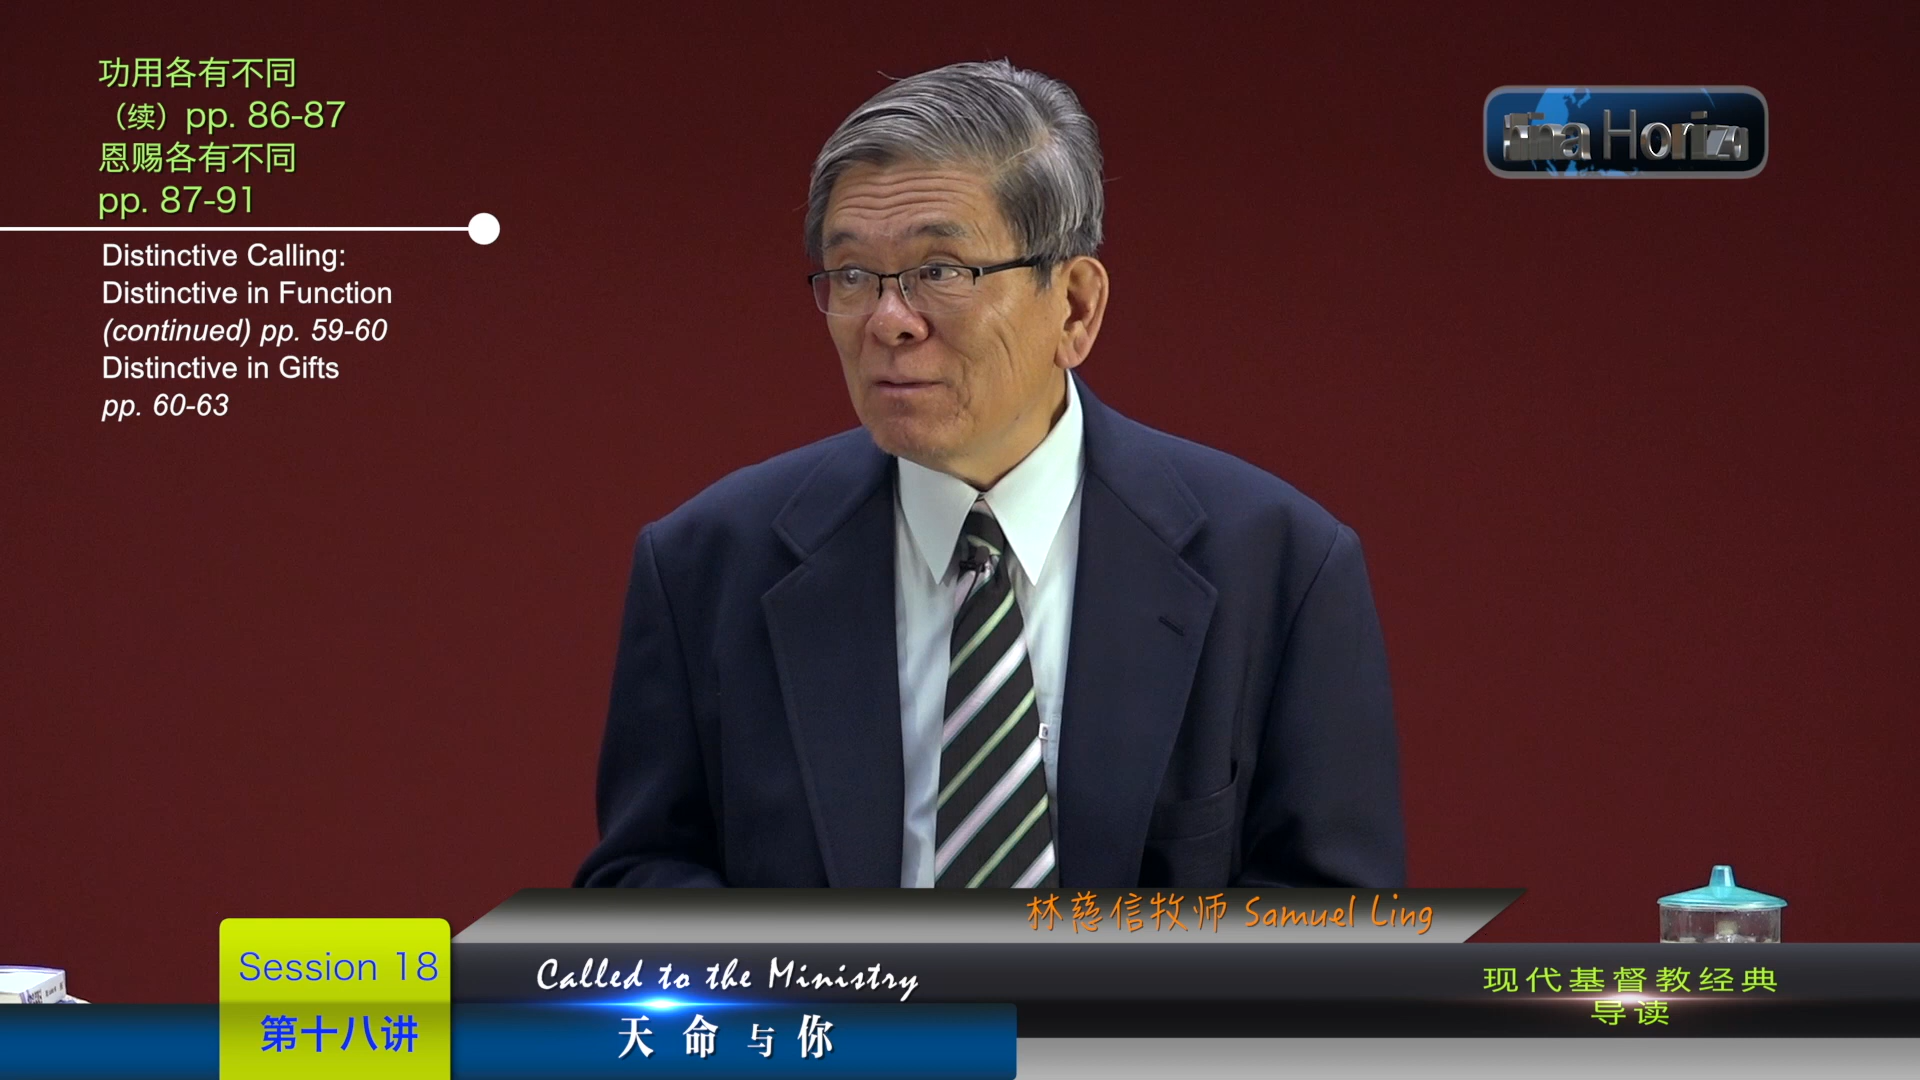 功用各有不同
（续）pp. 86-87
恩赐各有不同
pp. 87-91
Distinctive Calling:
Distinctive in Function
(continued) pp. 59-60
Distinctive in Gifts
pp. 60-63
林慈信牧师 Samuel Ling
Session 18
第十八讲
Called to the Ministry
天命与你
现代基督教经典
导读